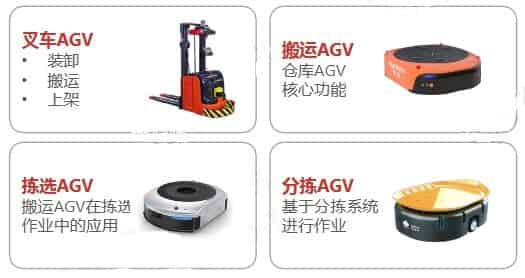 叉车AGV
• 装卸
• 搬运
• 上架
搬运AGV
仓库AGV
核心功能
拣选AGV
搬运AGV在拣选
作业中的应用
分拣AGV
基于分拣系统
进行作业